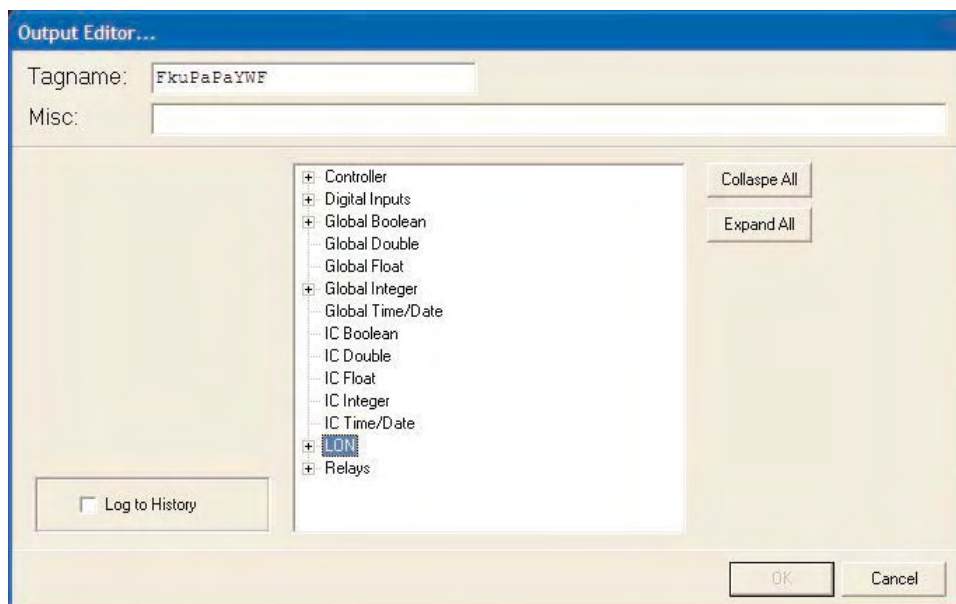 Output Editor...
Tagname: FkuPaPaYWF
Misc:
Controller
Digital Inputs
Global Boolean
Global Double
Global Float
Global Integer
Global Time/Date
IC Boolean
IC Double
IC Float
IC Integer
IC Time/Date
LON
Relays
Collaspe All
Expand All
Log to History
OK
Cancel